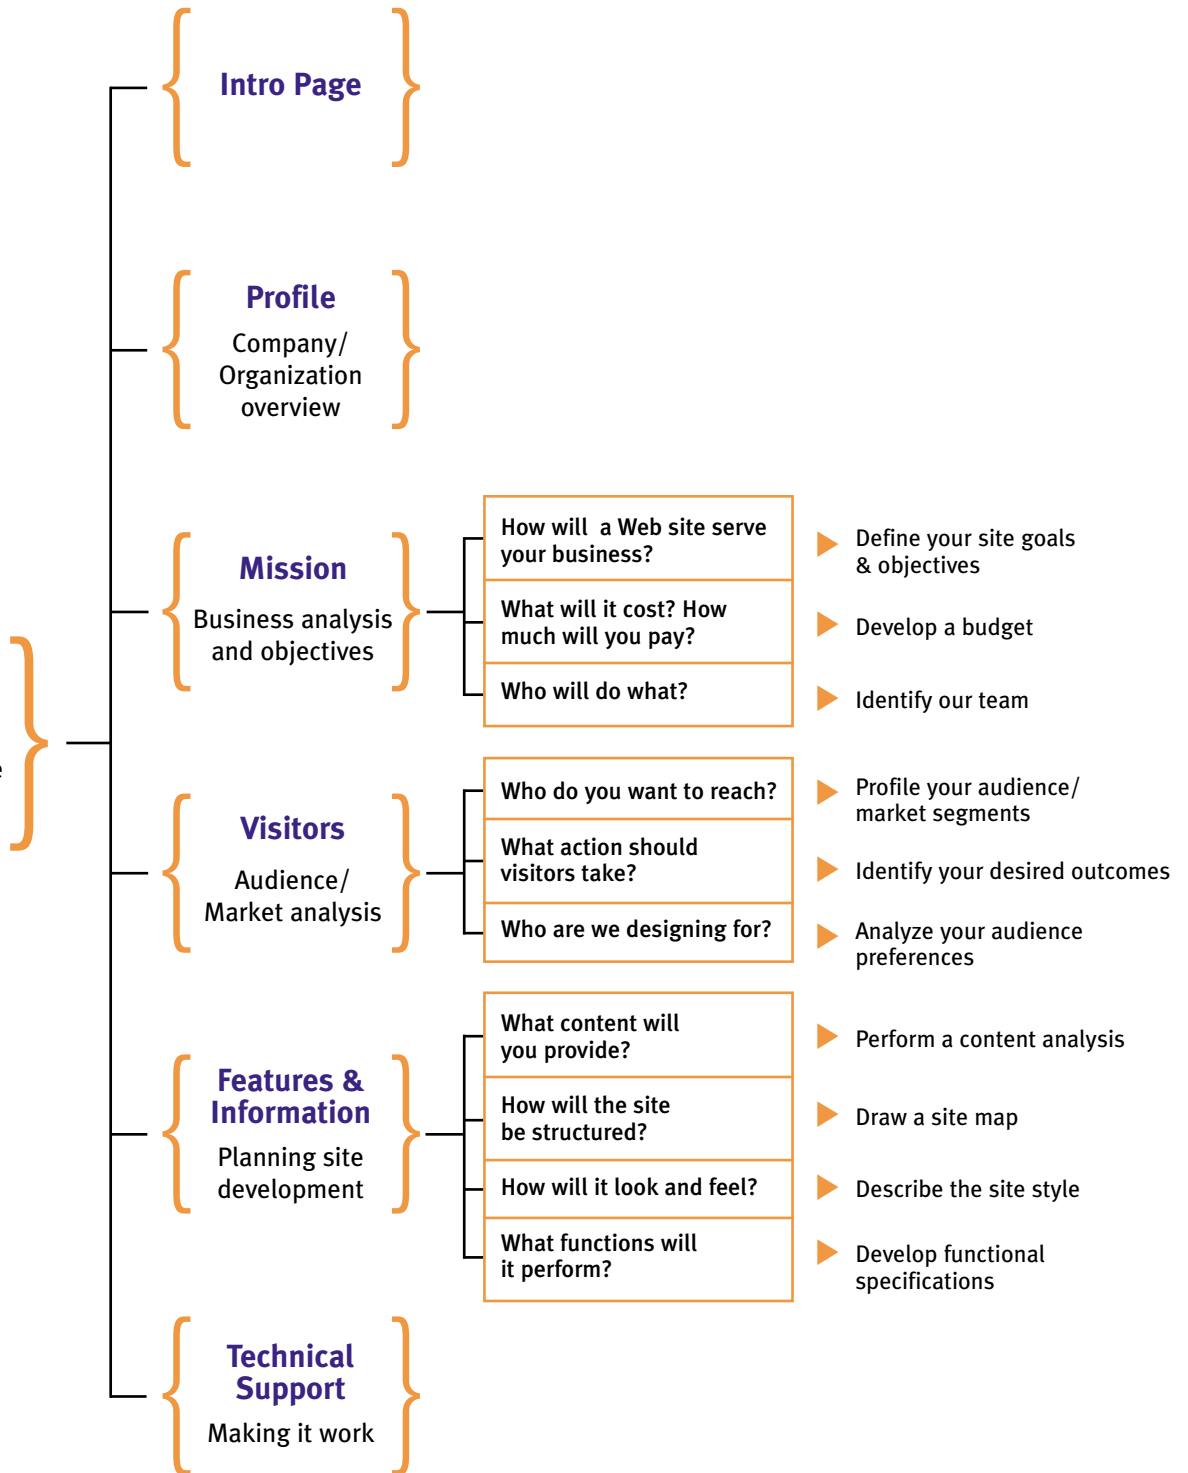 Intro Page
Profile
Company/
Organization
overview
Mission
Business analysis
and objectives
How will a Web site serve
your business?
Define your site goals
& objectives
What will it cost? How
much will you pay?
Develop a budget
Who will do what?
Identify our team
Visitors
Audience/
Market analysis
Who do you want to reach?
Profile your audience/
market segments
What action should
visitors take?
Identify your desired outcomes
Who are we designing for?
Analyze your audience
preferences
Features &
Information
Planning site
development
What content will
you provide?
Perform a content analysis
How will the site
be structured?
Draw a site map
How will it look and feel?
Describe the site style
What functions will
it perform?
Develop functional
specifications
Technical
Support
Making it work